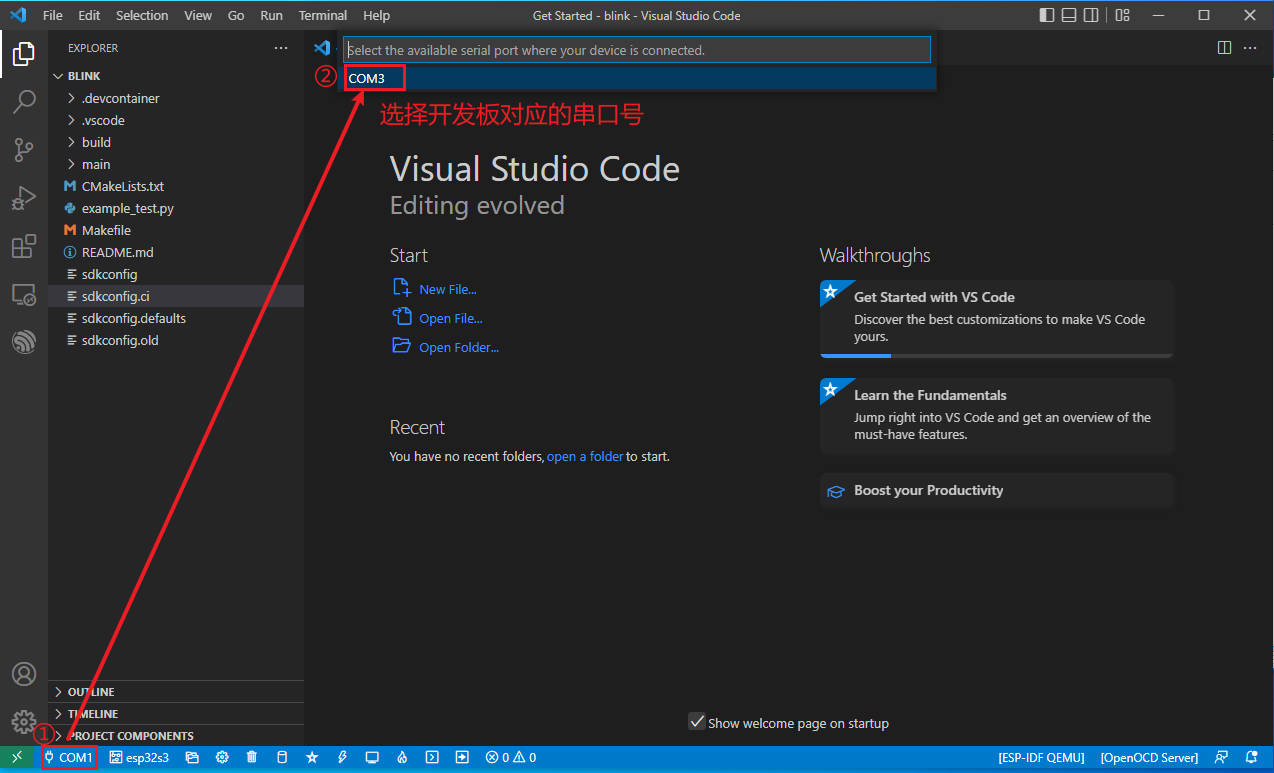 File Edit Selection View Go Run Terminal Help Get Started - blink - Visual Studio Code
EXPLORER
Select the available serial port where your device is connected.
② COM3
选择开发板对应的串口号
BLINK
.devcontainer
.vscode
build
main
CMakeLists.txt
example_test.py
Makefile
README.md
sdkconfig
sdkconfig.ci
sdkconfig.defaults
sdkconfig.old
Visual Studio Code
Editing evolved
Start
New File...
Open File...
Open Folder...
Recent
You have no recent folders, open a folder to start.
Walkthroughs
Get Started with VS Code
Discover the best customizations to make VS Code
yours.
Learn the Fundamentals
Jump right into VS Code and get an overview of the
must-have features.
Boost your Productivity
Show welcome page on startup
OUTLINE
TIMELINE
① PROJECT COMPONENTS
COM1 esp32s3 0 0 [ESP-IDF QEMU] [OpenOCD Server]